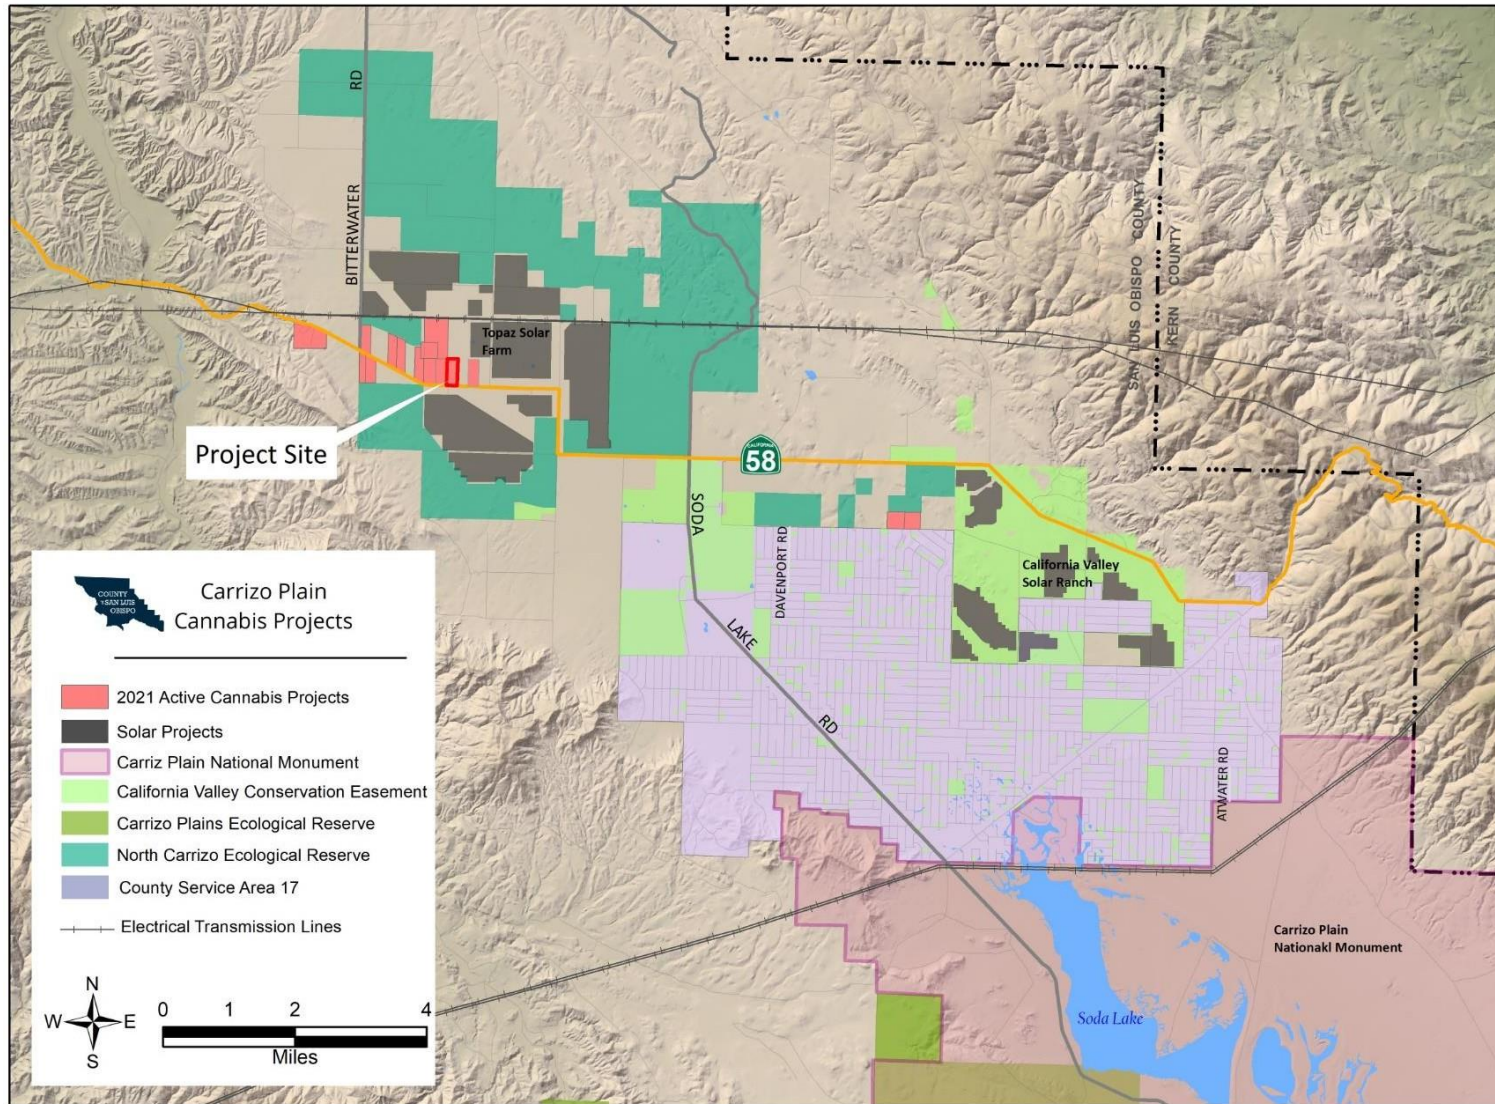 RD
BITTERWATER
SAN LUIS OBISPO COUNTY
KERN COUNTY
Topaz Solar
Farm
Project Site
CALIFORNIA
58
SODA
LAKE
RD
DAVENPORT RD
California Valley
Solar Ranch
ATWATER RD
Carrizo Plain
Nationakl Monument
Soda Lake
COUNTY
OBISPO
Carrizo Plain
Cannabis Projects
2021 Active Cannabis Projects
Solar Projects
Carriz Plain National Monument
California Valley Conservation Easement
Carrizo Plains Ecological Reserve
North Carrizo Ecological Reserve
County Service Area 17
Electrical Transmission Lines
N
W E
S
0 1 2 4
Miles